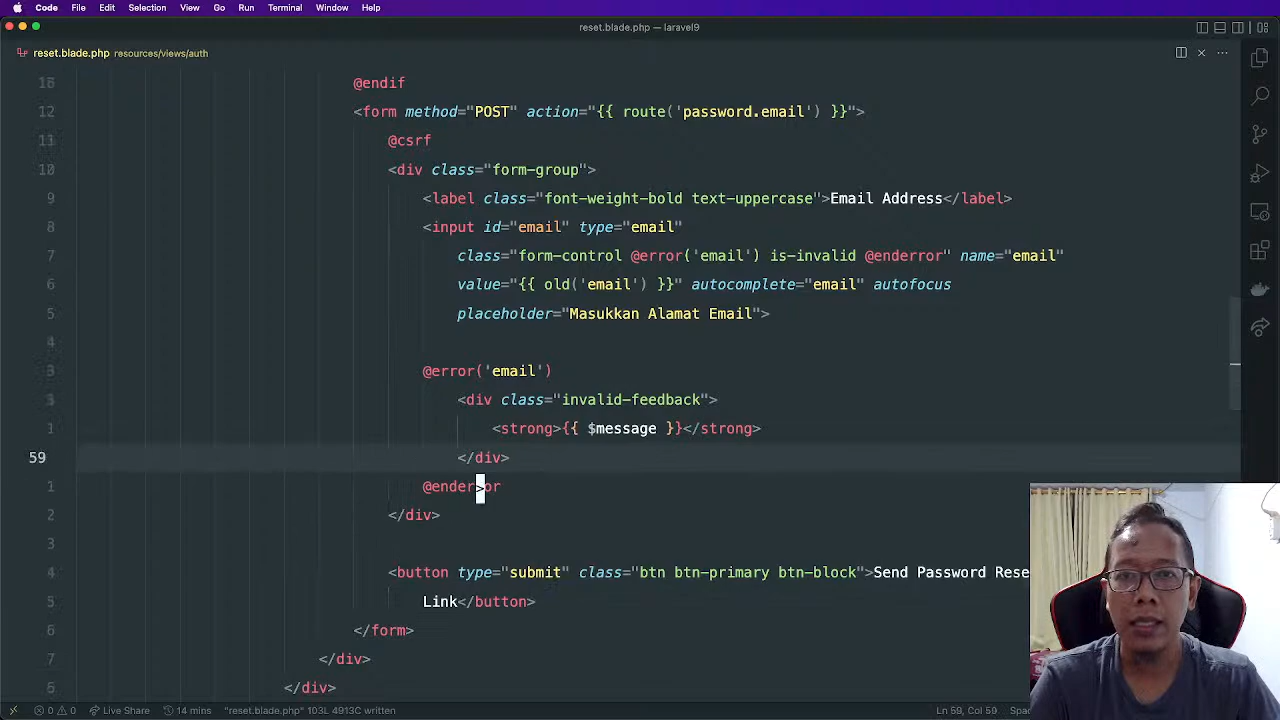 Code File Edit Selection View Go Run Terminal Window Help
reset.blade.php — laravel9
reset.blade.php resources/views/auth
@endif
12 <form method="POST" action="{{ route('password.email') }}">
11 @csrf
10 <div class="form-group">
9 <label class="font-weight-bold text-uppercase">Email Address</label>
8 <input id="email" type="email"
7 class="form-control @error('email') is-invalid @enderror" name="email"
6 value="{{ old('email') }}" autocomplete="email" autofocus
5 placeholder="Masukkan Alamat Email">
4
@error('email')
<div class="invalid-feedback">
1 <strong>{{ $message }}</strong>
59 </div>
1 @enderror
2 </div>
3
4 <button type="submit" class="btn btn-primary btn-block">Send Password Rese
5 Link</button>
6 </form>
7 </div>
</div>
0 0 Live Share 14 mins "reset.blade.php" 103L 4913C written Ln 59, Col 59 Spac